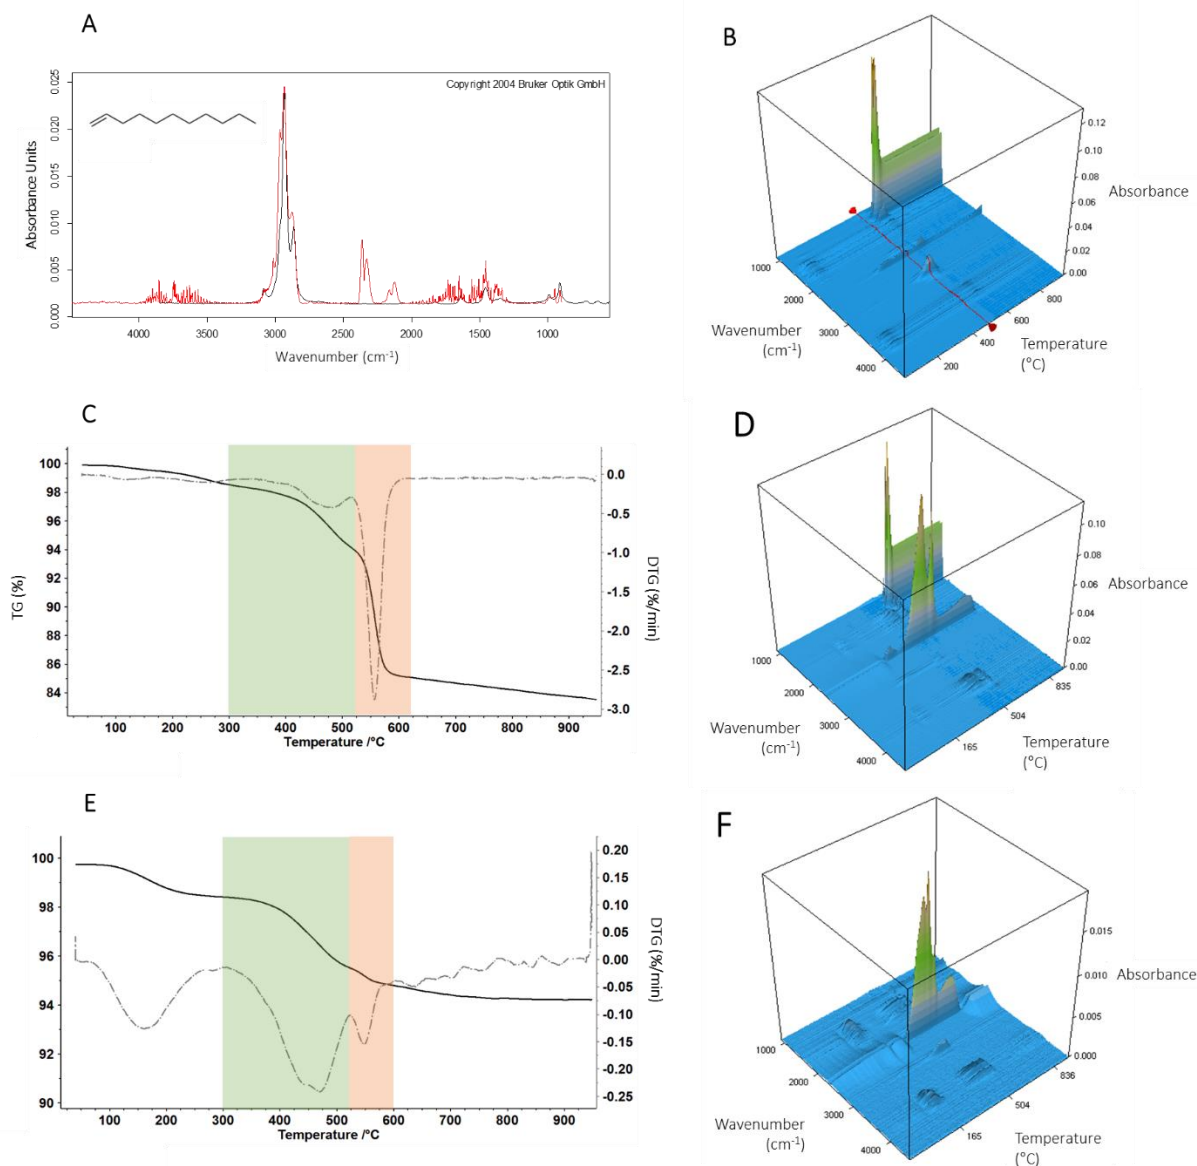 A
Copyright 2004 Bruker Optik GmbH
Absorbance Units
0.025
0.020
0.015
0.010
0.005
0.000
4000 3500 3000 2500 2000 1500 1000
Wavenumber (cm⁻¹)
B
0.12
0.10
0.08
0.06
0.04
0.02
0.00
Absorbance
1000
2000
3000
4000
Wavenumber
(cm⁻¹)
800
600
400
200
Temperature
(°C)
C
TG (%)
100
98
96
94
92
90
88
86
84
100 200 300 400 500 600 700 800 900
Temperature /°C
0.0
-0.5
-1.0
-1.5
-2.0
-2.5
-3.0
DTG (%/min)
D
0.10
0.08
0.06
0.04
0.02
0.00
Absorbance
1000
2000
3000
4000
Wavenumber
(cm⁻¹)
835
504
165
Temperature
(°C)
E
100
98
96
94
92
90
100 200 300 400 500 600 700 800 900
Temperature /°C
0.20
0.15
0.10
0.05
0.00
-0.05
-0.10
-0.15
-0.20
-0.25
DTG (%/min)
F
0.015
0.010
0.005
0.000
Absorbance
1000
2000
3000
4000
Wavenumber
(cm⁻¹)
836
504
165
Temperature
(°C)